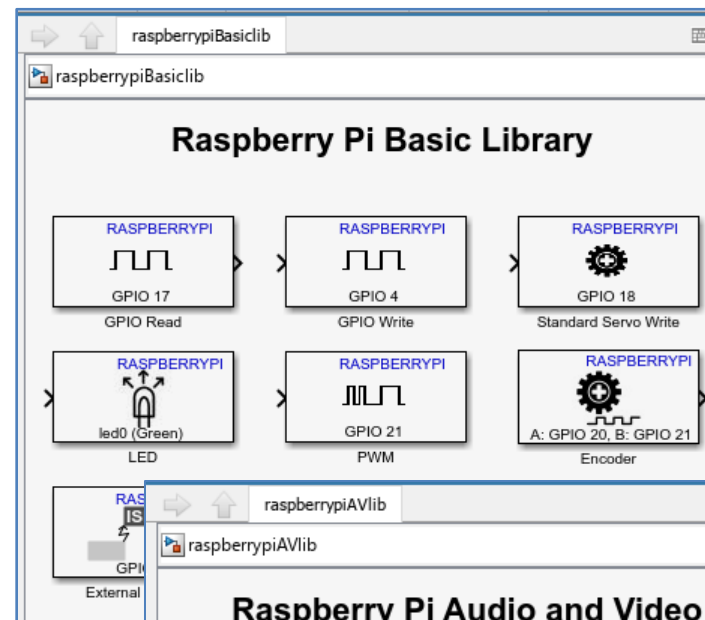 raspberrypiBasiclib
raspberrypiBasiclib
Raspberry Pi Basic Library
RASPBERRYPI
GPIO 17
GPIO Read
RASPBERRYPI
GPIO 4
GPIO Write
RASPBERRYPI
GPIO 18
Standard Servo Write
RASPBERRYPI
led0 (Green)
LED
RASPBERRYPI
GPIO 21
PWM
RASPBERRYPI
A: GPIO 20, B: GPIO 21
Encoder
External
raspberrypiAVlib
raspberrypiAVlib
Raspberry Pi Audio and Video